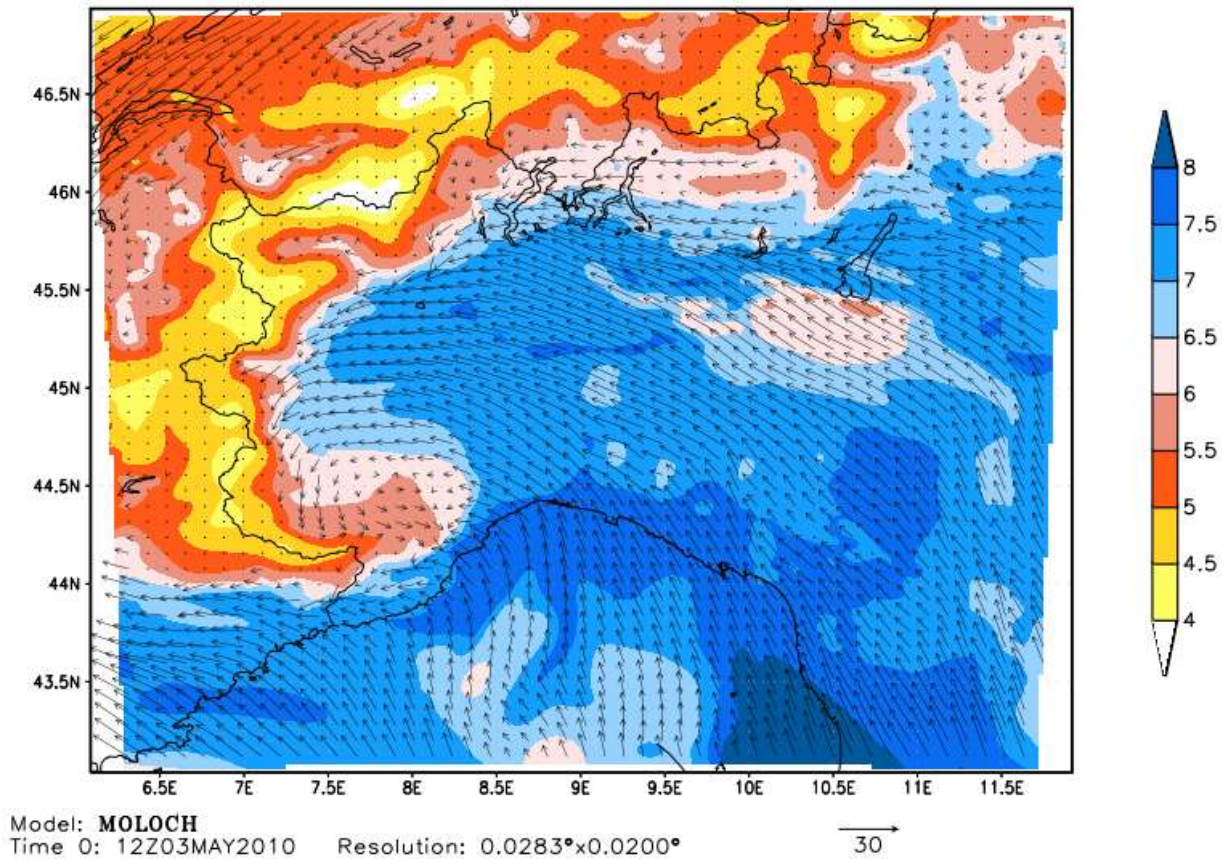 46.5N
46N
45.5N
45N
44.5N
44N
43.5N
6.5E 7E 7.5E 8E 8.5E 9E 9.5E 10E 10.5E 11E 11.5E
8
7.5
7
6.5
6
5.5
5
4.5
4
Model: MOLOCH
Time 0: 12Z03MAY2010 Resolution: 0.0283°x0.0200°
30